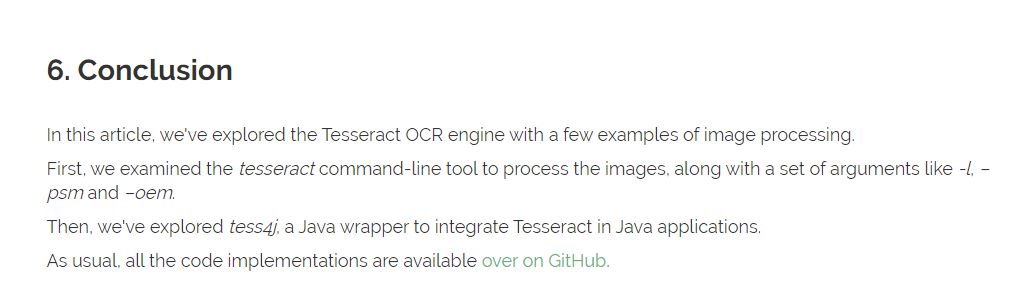 6. Conclusion
In this article, we've explored the Tesseract OCR engine with a few examples of image processing.
First, we examined the tesseract command-line tool to process the images, along with a set of arguments like -l, –
psm and –oem.
Then, we've explored tess4j, a Java wrapper to integrate Tesseract in Java applications.
As usual, all the code implementations are available over on GitHub.